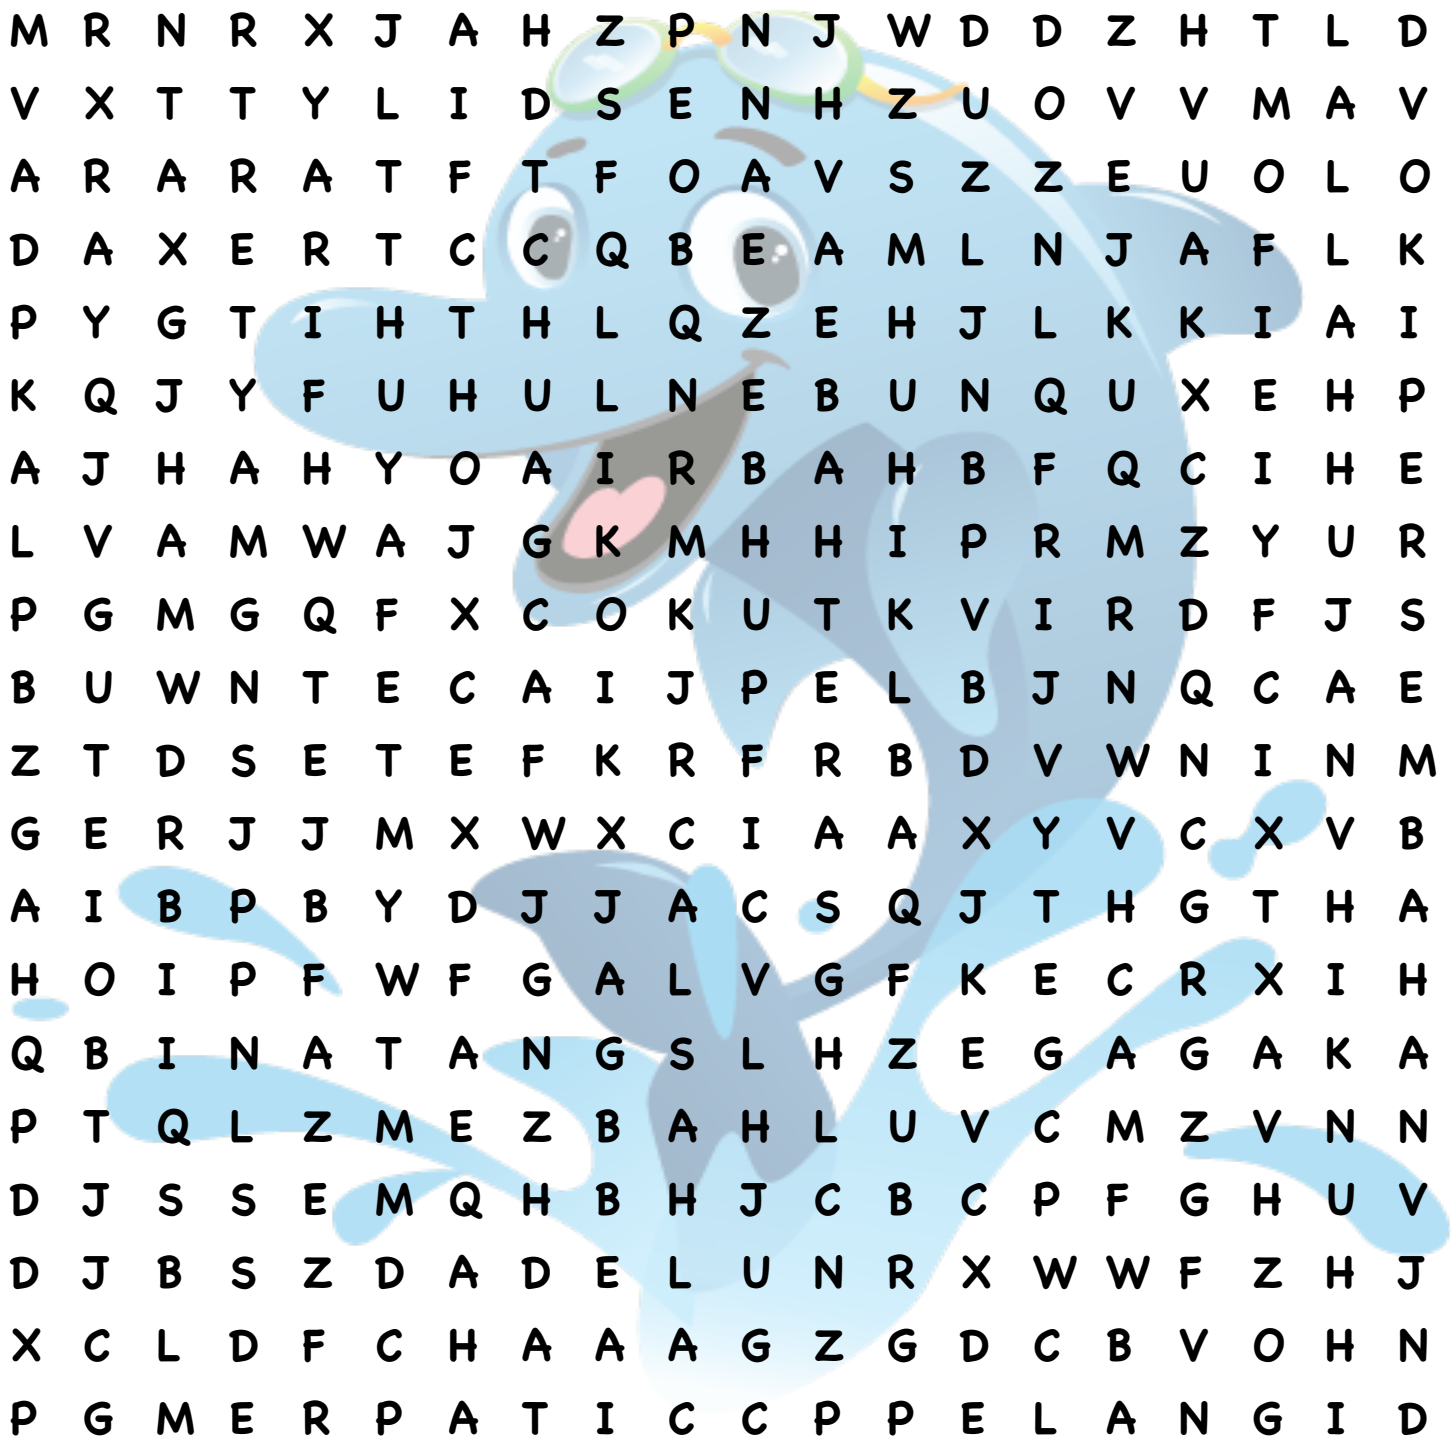 M R N R X J A H Z P N J W D D Z H T L D
V X T T Y L I D S E N H Z U O V V M A V
A R A R A T F T F O A V S Z Z E U O L O
D A X E R T C C Q B E A M L N J A F L K
P Y G T I H T H L Q Z E H J L K K I A I
K Q J Y F U H U L N E B U N Q U X E H P
A J H A H Y O A I R B A H B F Q C I H E
L V A M W A J G K M H H I P R M Z Y U R
P G M G Q F X C O K U T K V I R D F J S
B U W N T E C A I J P E L B J N Q C A E
Z T D S E T E F K R F R B D V W N I N M
G E R J J M X W X C I A A X Y V C X V B
A I B P B Y D J J A C S Q J T H G T H A
H O I P F W F G A L V G F K E C R X I H
Q B I N A T A N G S L H Z E G A G A K A
P T Q L Z M E Z B A H L U V C M Z V N N
D J S S E M Q H B H J C B C P F G H U V
D J B S Z D A D E L U N R X W W F Z H J
X C L D F C H A A A G Z G D C B V O H N
P G M E R P A T I C C P P E L A N G I D